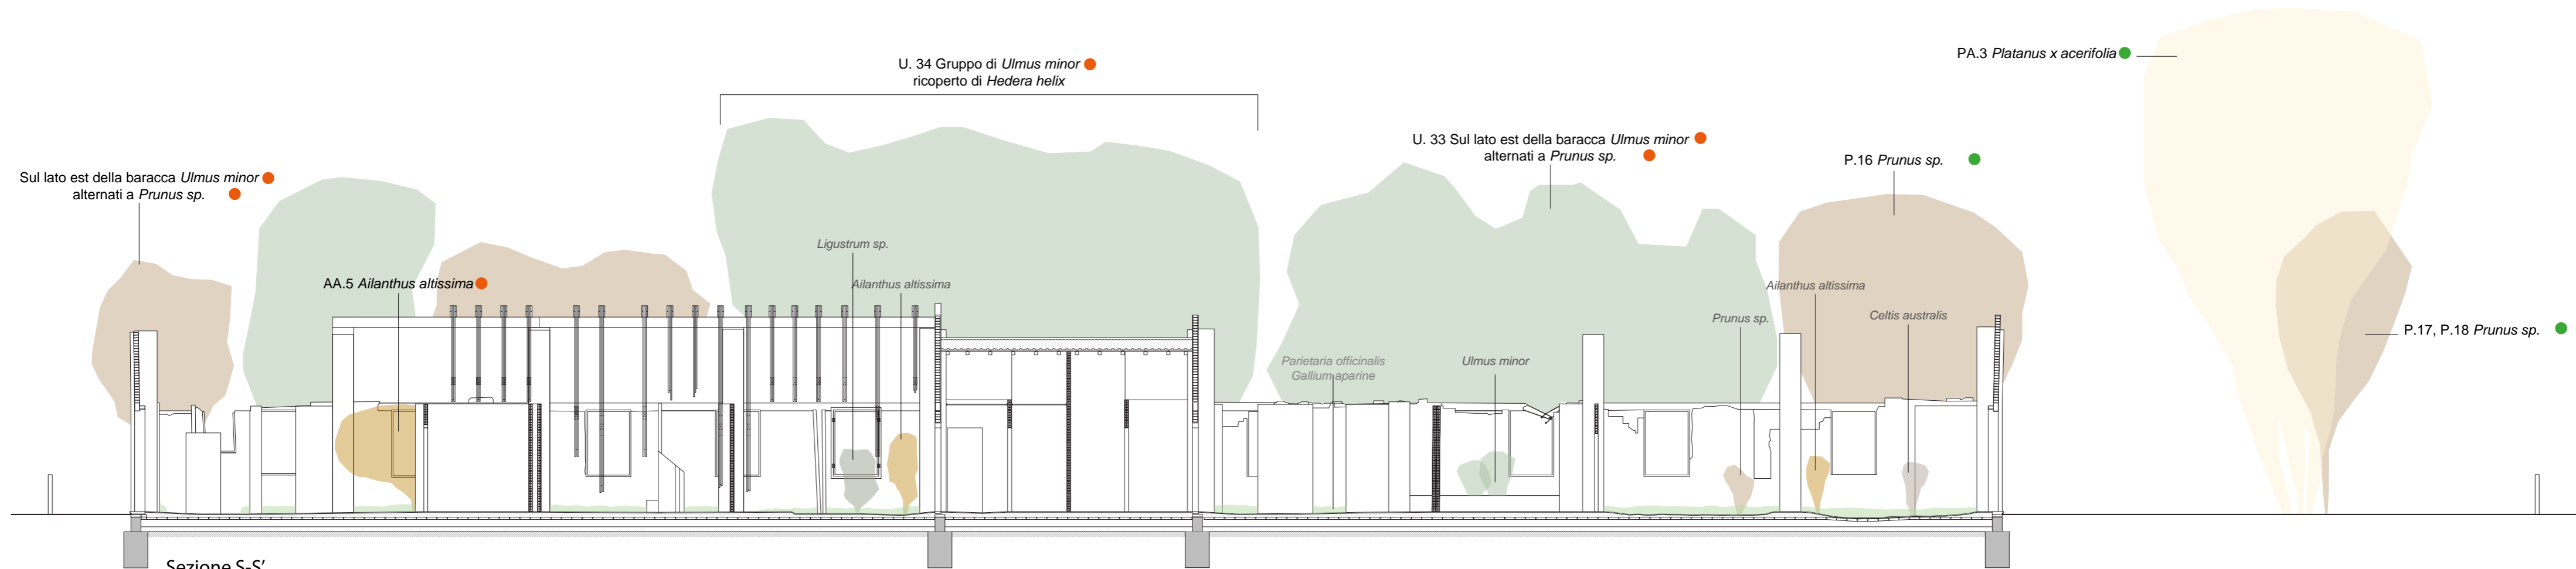 U. 34 Gruppo di Ulmus minor
ricoperto di Hedera helix
PA.3 Platanus x acerifolia
U. 33 Sul lato est della baracca Ulmus minor
alternati a Prunus sp.
P.16 Prunus sp.
Sul lato est della baracca Ulmus minor
alternati a Prunus sp.
Ligustrum sp.
AA.5 Ailanthus altissima
Ailanthus altissima
Ailanthus altissima
Prunus sp.
Celtis australis
P.17, P.18 Prunus sp.
Parietaria officinalis
Gallium aparine
Ulmus minor
Sezione S-S'